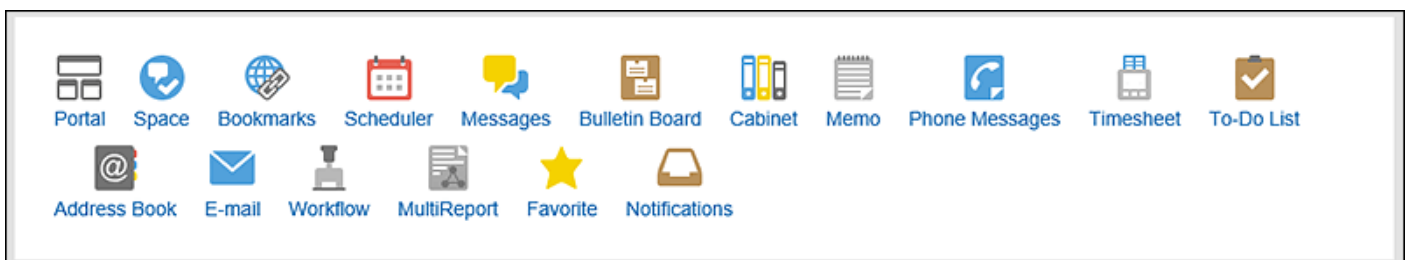 Portal Space Bookmarks Scheduler Messages Bulletin Board Cabinet Memo Phone Messages Timesheet To-Do List
@
Address Book E-mail Workflow MultiReport Favorite Notifications